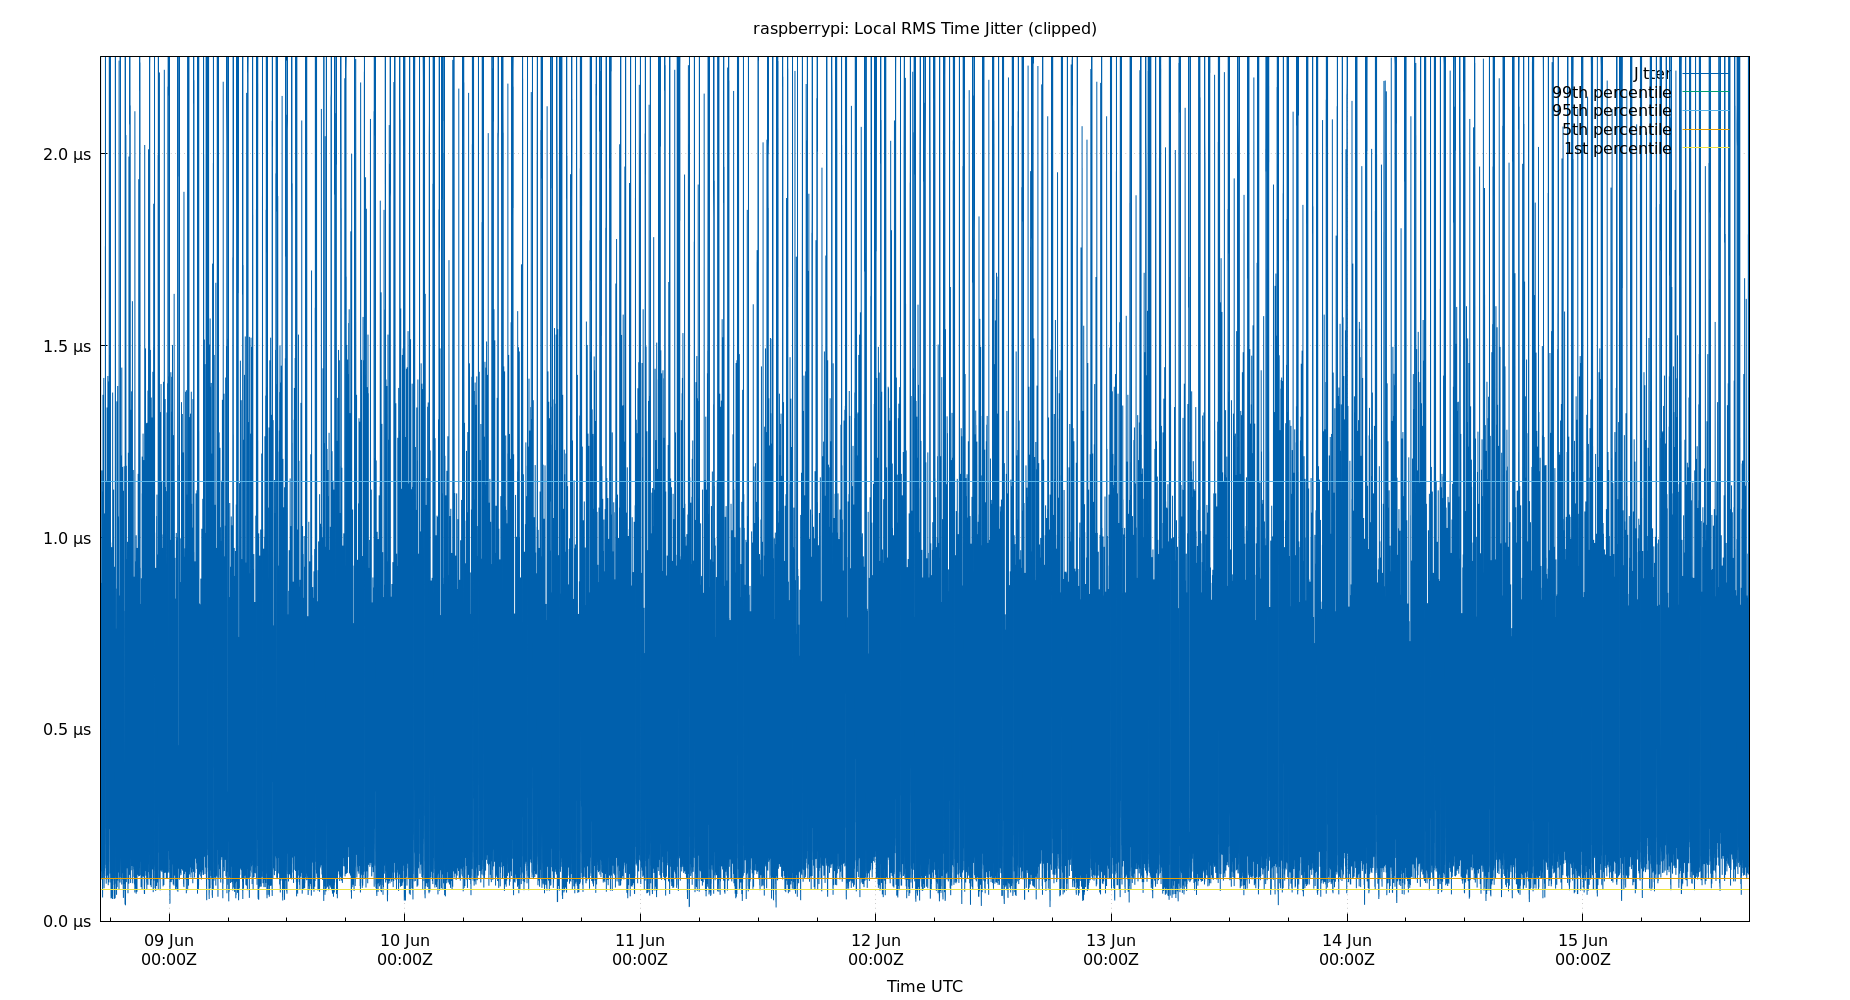 raspberrypi: Local RMS Time Jitter (clipped)
Jitter
99th percentile
95th percentile
5th percentile
1st percentile
2.0 μs
1.5 μs
1.0 μs
0.5 μs
0.0 μs
09 Jun 10 Jun 11 Jun 12 Jun 13 Jun 14 Jun 15 Jun
00:00Z 00:00Z 00:00Z 00:00Z 00:00Z 00:00Z 00:00Z
Time UTC